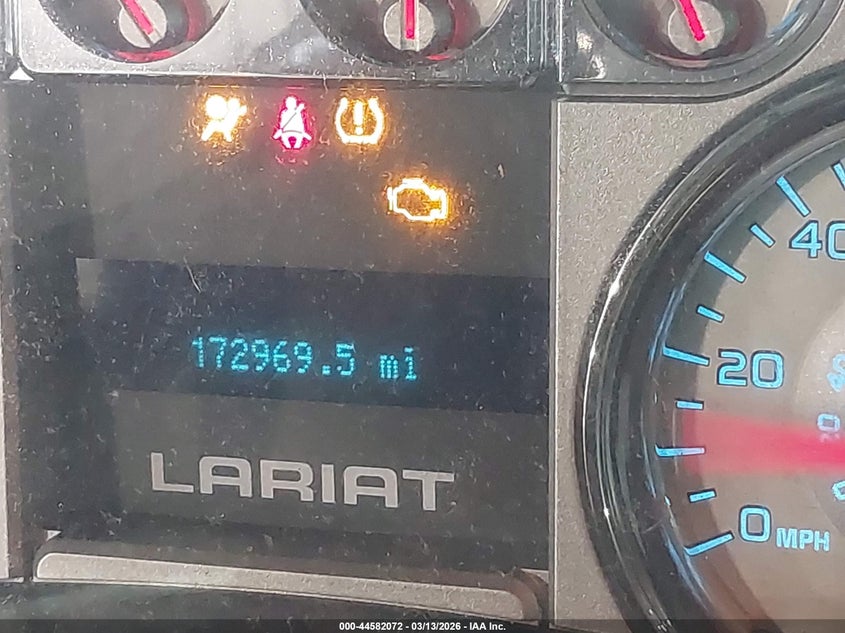 172969.5 mi
LARIAT
40
20
0 MPH
000-44582072 - 03/13/2026 - IAA Inc.